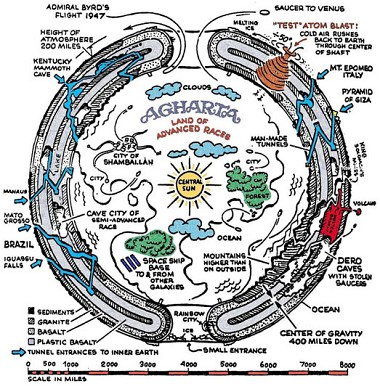 ADMIRAL BYRD'S
FLIGHT 1947
SAUCER TO VENUS
MELTING
ICE
"TEST" ATOM BLAST!
COLD AIR RUSHES
BACK TO EARTH
THROUGH CENTER
OF SHAFT
HEIGHT OF
ATMOSPHERE
200 MILES
KENTUCKY
MAMMOTH
CAVE
MT. EPOMEO
ITALY
PYRAMID
OF GIZA
CLOUDS
AGHARTA
LAND OF
ADVANCED RACES
MAN-MADE
TUNNELS
KING
SOLOMON'S
MINES
LAKE
CITY OF
SHAMBALLAH
CITY
CENTRAL
SUN
CITY
FOREST
MANAUS
MATO
GROSSO
BRAZIL
IGUASSU
FALLS
CAVE CITY OF
SEMI-ADVANCED
RACE
VOLCANO
OCEAN
SPACE SHIP
BASE
TO & FROM
OTHER
GALAXIES
MOUNTAINS
HIGHER THAN
ON OUTSIDE
DERO
CAVES
WITH STOLEN
SAUCERS
OCEAN
RAINBOW
CITY
ICE
CENTER OF GRAVITY
400 MILES DOWN
SMALL ENTRANCE
SEDIMENTS
GRANITE
BASALT
PLASTIC BASALT
TUNNEL ENTRANCES TO INNER EARTH
0 500 1000 2000 3000 4000 5000 6000 7000 8000
SCALE IN MILES